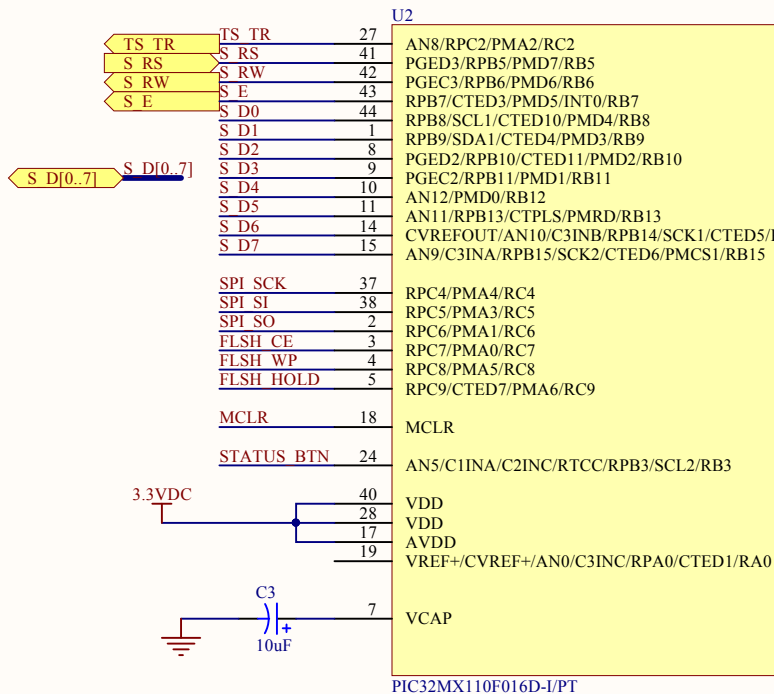 U2
TS_TR TS_TR 27 AN8/RPC2/PMA2/RC2
S_RS S_RS 41 PGED3/RPB5/PMD7/RB5
S_RW S_RW 42 PGEC3/RPB6/PMD6/RB6
S_E S_E 43 RPB7/CTED3/PMD5/INT0/RB7
S_D0 44 RPB8/SCL1/CTED10/PMD4/RB8
S_D1 1 RPB9/SDA1/CTED4/PMD3/RB9
S_D2 8 PGED2/RPB10/CTED11/PMD2/RB10
S_D[0..7] S_D[0..7] S_D3 9 PGEC2/RPB11/PMD1/RB11
S_D4 10 AN12/PMD0/RB12
S_D5 11 AN11/RPB13/CTPLS/PMRD/RB13
S_D6 14 CVREFOUT/AN10/C3INB/RPB14/SCK1/CTED5/
S_D7 15 AN9/C3INA/RPB15/SCK2/CTED6/PMCS1/RB15
SPI_SCK 37 RPC4/PMA4/RC4
SPI_SI 38 RPC5/PMA3/RC5
SPI_SO 2 RPC6/PMA1/RC6
FLSH_CE 3 RPC7/PMA0/RC7
FLSH_WP 4 RPC8/PMA5/RC8
FLSH_HOLD 5 RPC9/CTED7/PMA6/RC9
MCLR 18 MCLR
STATUS_BTN 24 AN5/C1INA/C2INC/RTCC/RPB3/SCL2/RB3
3.3VDC 40 VDD
28 VDD
17 AVDD
19 VREF+/CVREF+/AN0/C3INC/RPA0/CTED1/RA0
C3
7 VCAP
+
10uF
PIC32MX110F016D-I/PT